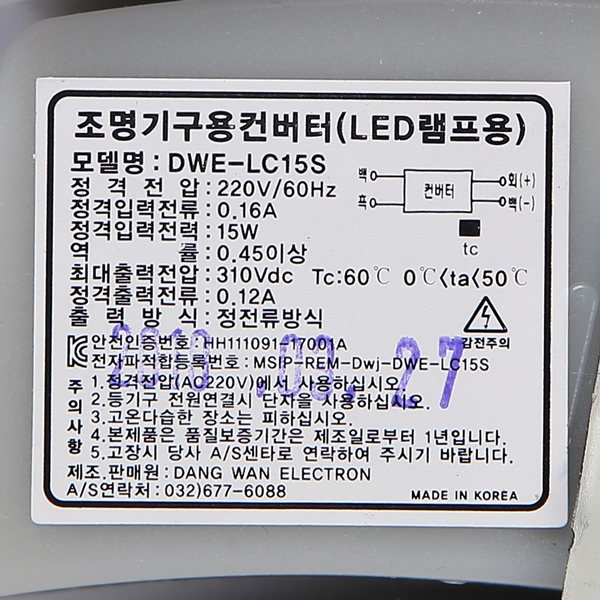 조명기구용컨버터(LED램프용)
모델명 : DWE-LC15S
정 격 전 압 : 220V/60Hz
정격입력전류 : 0.16A
정격입력전력 : 15W
역 률 : 0.45이상
최대출력전압 : 310Vdc Tc:60℃ 0℃<ta<50℃
정격출력전류 : 0.12A
출 력 방 식 : 정전류방식
백 컨버터 회(+)
흑 백(-)
tc
감전주의
안전인증번호 : HH111091-17001A
전자파적합등록번호 : MSIP-REM-Dwj-DWE-LC15S
주의사항
1.정격전압(AC220V)에서 사용하십시오.
2.등기구 전원연결시 단자을 사용하십시오.
3.고온다습한 장소는 피하십시오.
4.본제품은 품질보증기간은 제조일로부터 1년입니다.
5.고장시 당사 A/S센타로 연락하여 주시기 바랍니다.
제조.판매원 : DANG WAN ELECTRON
A/S연락처 : 032)677-6088
MADE IN KOREA
.03.27